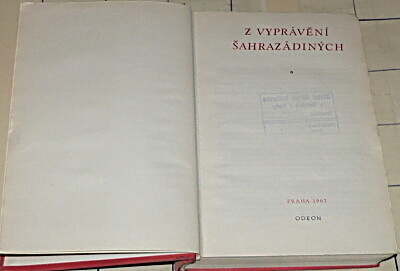 Z VYPRÁVĚNÍ
ŠAHRAZÁDINÝCH
PRAHA 1967
ODEON